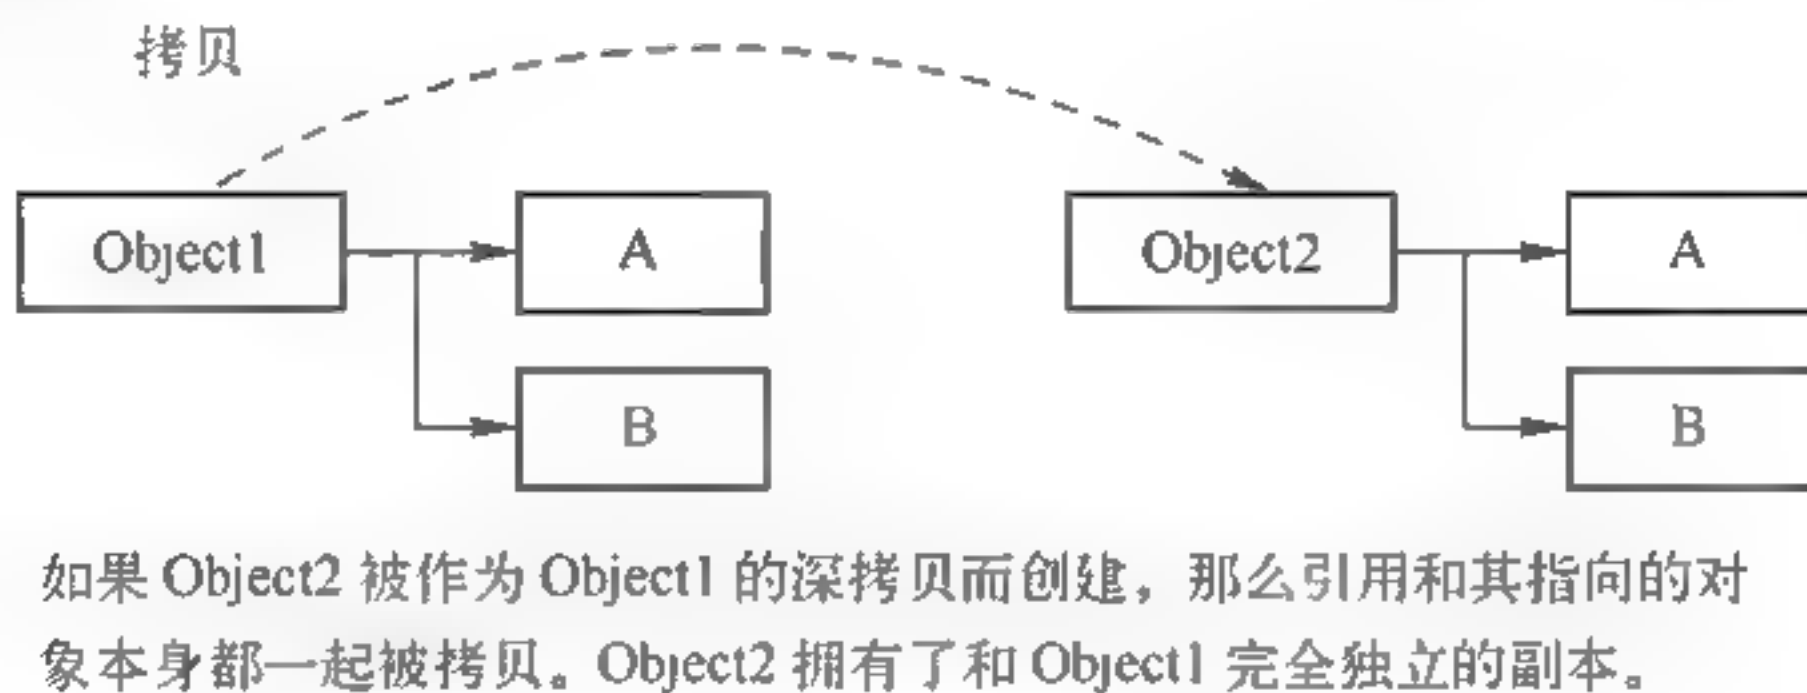 拷贝
Object1
A
Object2
A
B
B
如果 Object2 被作为 Object1 的深拷贝而创建，那么引用和其指向的对
象本身都一起被拷贝。Object2 拥有了和 Object1 完全独立的副本。